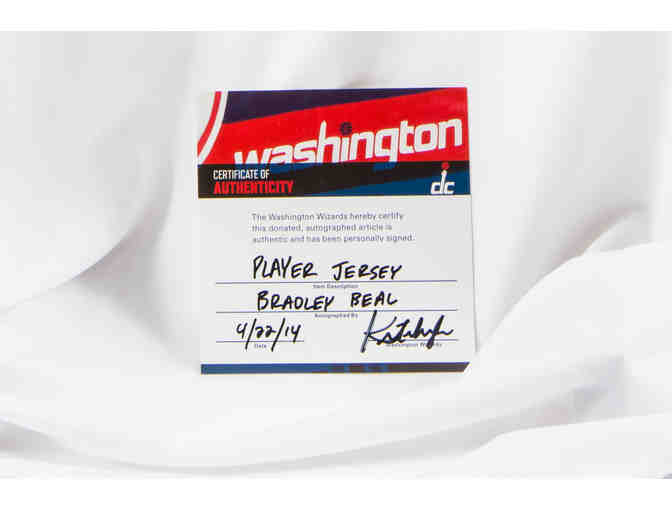 washington
CERTIFICATE OF
AUTHENTICITY
dc
The Washington Wizards hereby certify
this donated, autographed article is
authentic and has been personally signed.
PLAYER JERSEY
Item Description
BRADLEY BEAL
Autographed By
4/22/14
Date
Washington Wizards